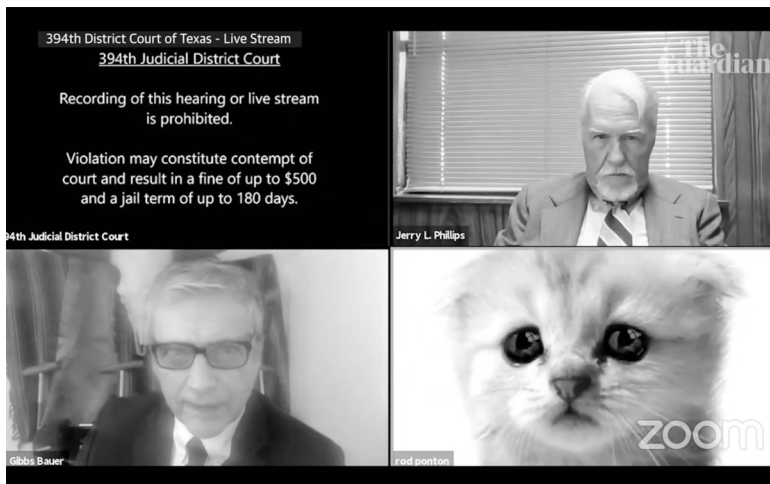 394th District Court of Texas - Live Stream
394th Judicial District Court
Recording of this hearing or live stream
is prohibited.
Violation may constitute contempt of
court and result in a fine of up to $500
and a jail term of up to 180 days.
94th Judicial District Court
The
Guardian
Jerry L. Phillips
Gibbs Bauer
rod ponton
zoom